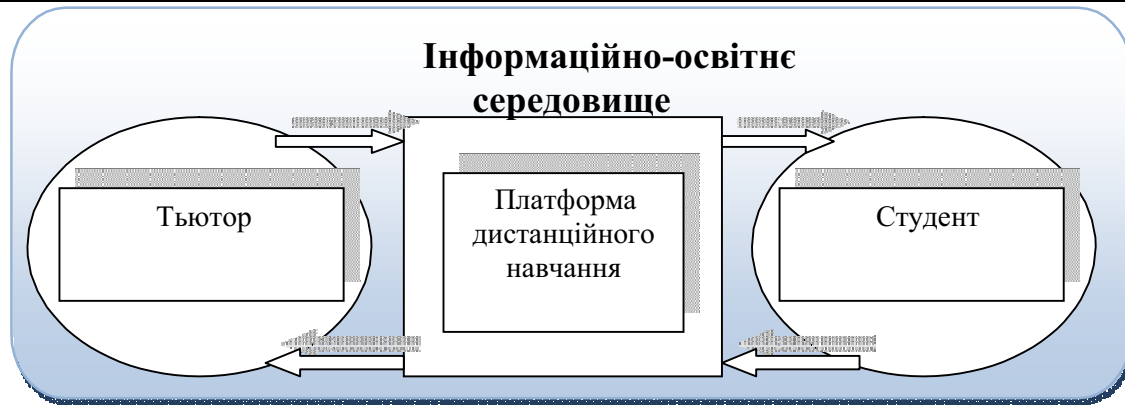 Інформаційно-освітнє
середовище
Тьютор
Платформа
дистанційного
навчання
Студент